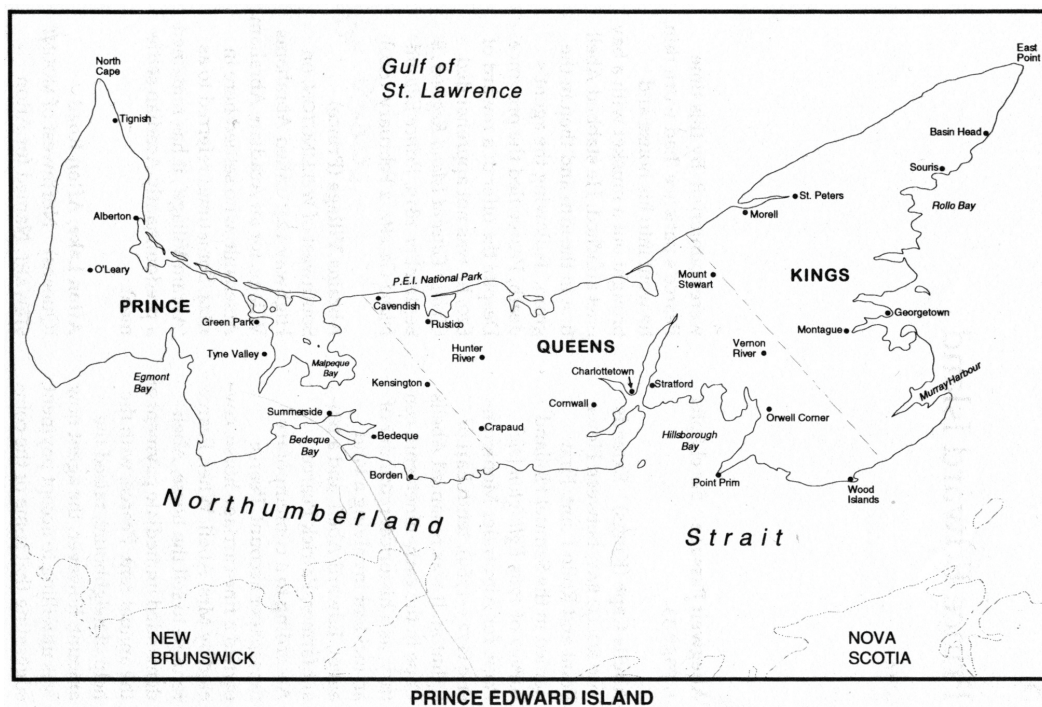 North
Cape
East
Point
Gulf of
St. Lawrence
Tignish
Basin Head
Souris
St. Peters
Rollo Bay
Morell
Alberton
O'Leary
Mount
Stewart
KINGS
P.E.I. National Park
PRINCE
Cavendish
Georgetown
Green Park
Rustico
Montague
Hunter
River
QUEENS
Vernon
River
Tyne Valley
Malpeque
Bay
Egmont
Bay
Charlottetown
Kensington
Stratford
Murray Harbour
Cornwall
Orwell Corner
Summerside
Crapaud
Bedeque
Bedeque
Bay
Hillsborough
Bay
Borden
Point Prim
Wood
Islands
Northumberland
Strait
NEW
BRUNSWICK
NOVA
SCOTIA
PRINCE EDWARD ISLAND